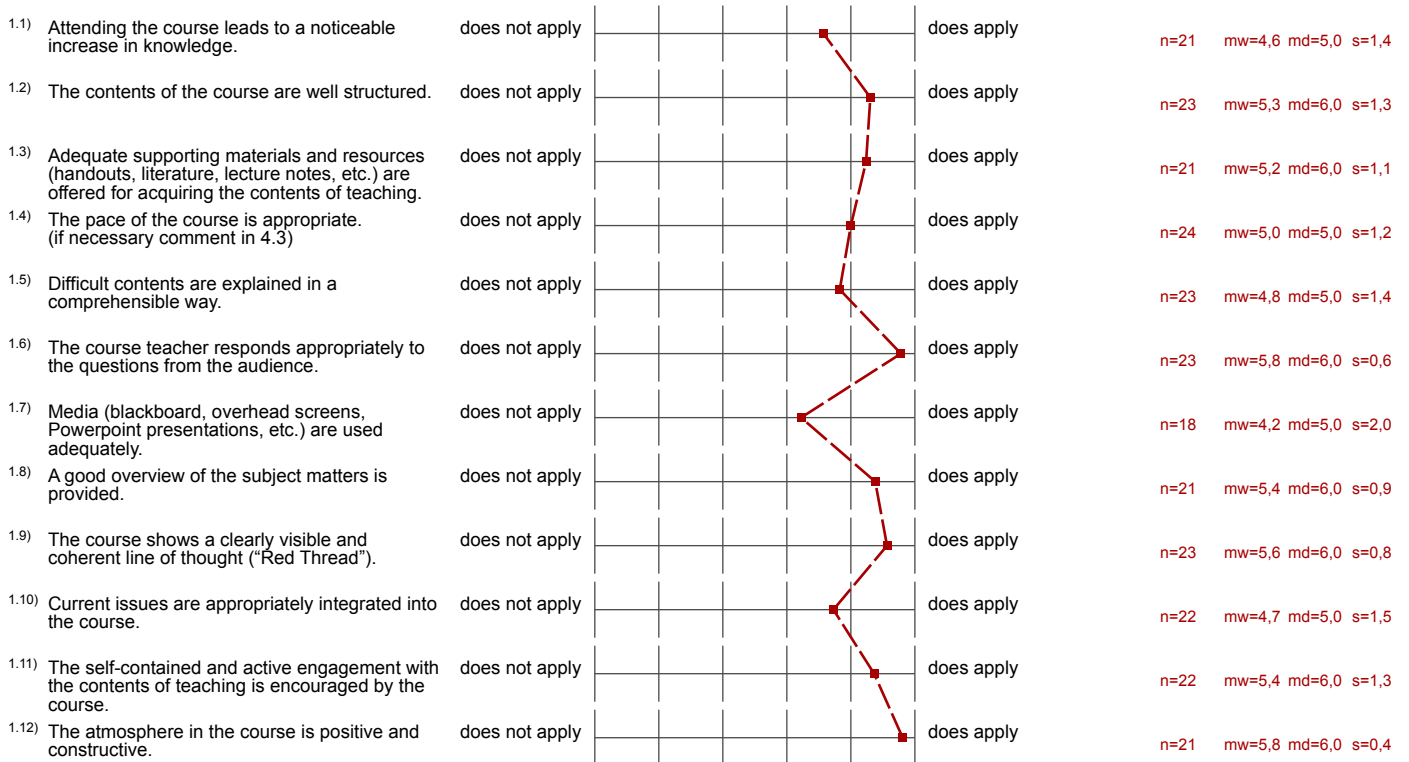 1.1) Attending the course leads to a noticeable does not apply does apply
increase in knowledge. n=21 mw=4,6 md=5,0 s=1,4
1.2) The contents of the course are well structured. does not apply does apply
n=23 mw=5,3 md=6,0 s=1,3
1.3) Adequate supporting materials and resources does not apply does apply
(handouts, literature, lecture notes, etc.) are n=21 mw=5,2 md=6,0 s=1,1
offered for acquiring the contents of teaching.
1.4) The pace of the course is appropriate. does not apply does apply
(if necessary comment in 4.3) n=24 mw=5,0 md=5,0 s=1,2
1.5) Difficult contents are explained in a does not apply does apply
comprehensible way. n=23 mw=4,8 md=5,0 s=1,4
1.6) The course teacher responds appropriately to does not apply does apply
the questions from the audience. n=23 mw=5,8 md=6,0 s=0,6
1.7) Media (blackboard, overhead screens, does not apply does apply
Powerpoint presentations, etc.) are used n=18 mw=4,2 md=5,0 s=2,0
adequately.
1.8) A good overview of the subject matters is does not apply does apply
provided. n=21 mw=5,4 md=6,0 s=0,9
1.9) The course shows a clearly visible and does not apply does apply
coherent line of thought (“Red Thread”). n=23 mw=5,6 md=6,0 s=0,8
1.10) Current issues are appropriately integrated into does not apply does apply
the course. n=22 mw=4,7 md=5,0 s=1,5
1.11) The self-contained and active engagement with does not apply does apply
the contents of teaching is encouraged by the n=22 mw=5,4 md=6,0 s=1,3
course.
1.12) The atmosphere in the course is positive and does not apply does apply
constructive. n=21 mw=5,8 md=6,0 s=0,4